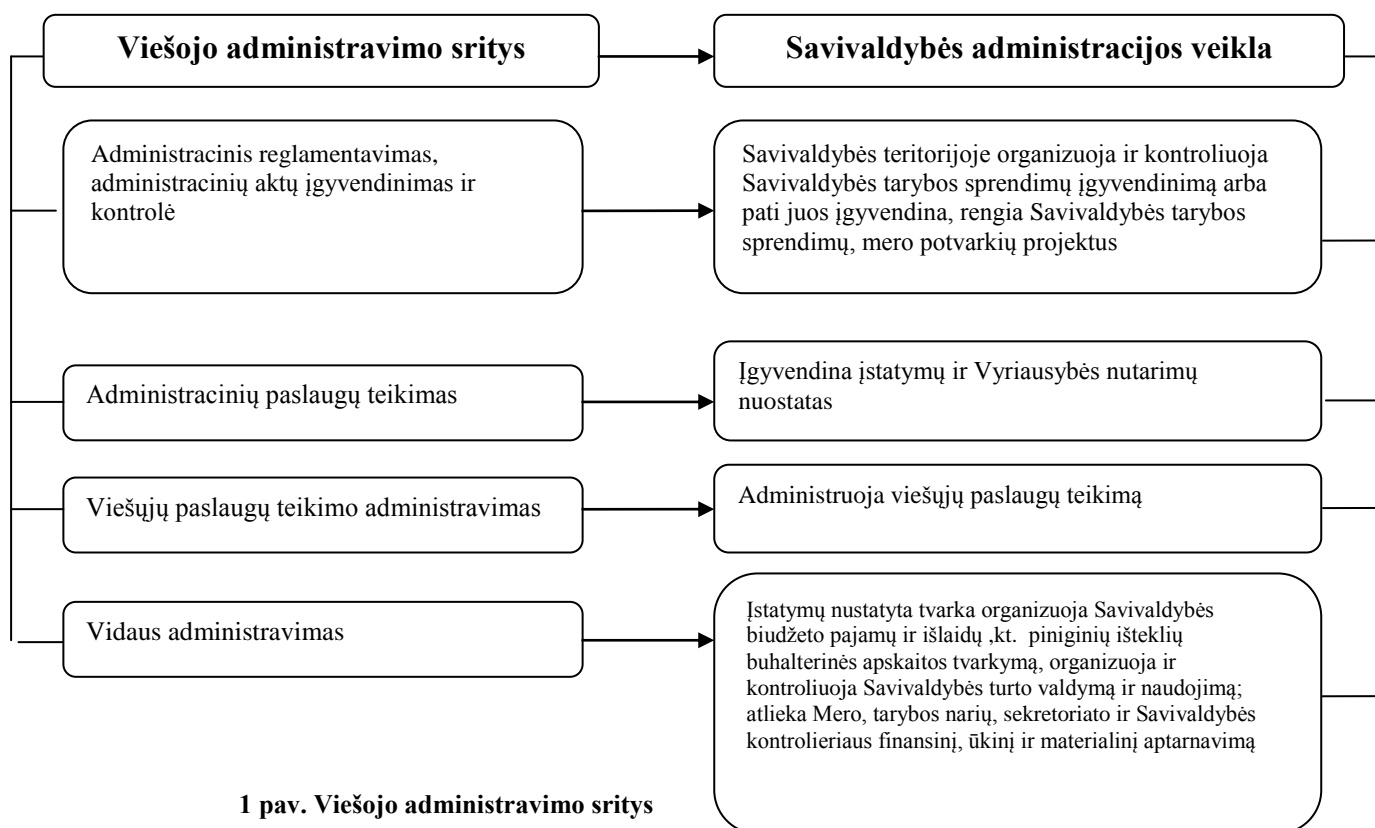 Viešojo administravimo sritys
Savivaldybės administracijos veikla
Administracinis reglamentavimas,
administracinių aktų įgyvendinimas ir
kontrolė
Savivaldybės teritorijoje organizuoja ir kontroliuoja
Savivaldybės tarybos sprendimų įgyvendinimą arba
pati juos įgyvendina, rengia Savivaldybės tarybos
sprendimų, mero potvarkių projektus
Administracinių paslaugų teikimas
Įgyvendina įstatymų ir Vyriausybės nutarimų
nuostatas
Viešųjų paslaugų teikimo administravimas
Administruoja viešųjų paslaugų teikimą
Vidaus administravimas
Įstatymų nustatyta tvarka organizuoja Savivaldybės
biudžeto pajamų ir išlaidų ,kt. piniginių išteklių
buhalterinės apskaitos tvarkymą, organizuoja ir
kontroliuoja Savivaldybės turto valdymą ir naudojimą;
atlieka Mero, tarybos narių, sekretoriato ir Savivaldybės
kontrolieriaus finansinį, ūkinį ir materialinį aptarnavimą
1 pav. Viešojo administravimo sritys